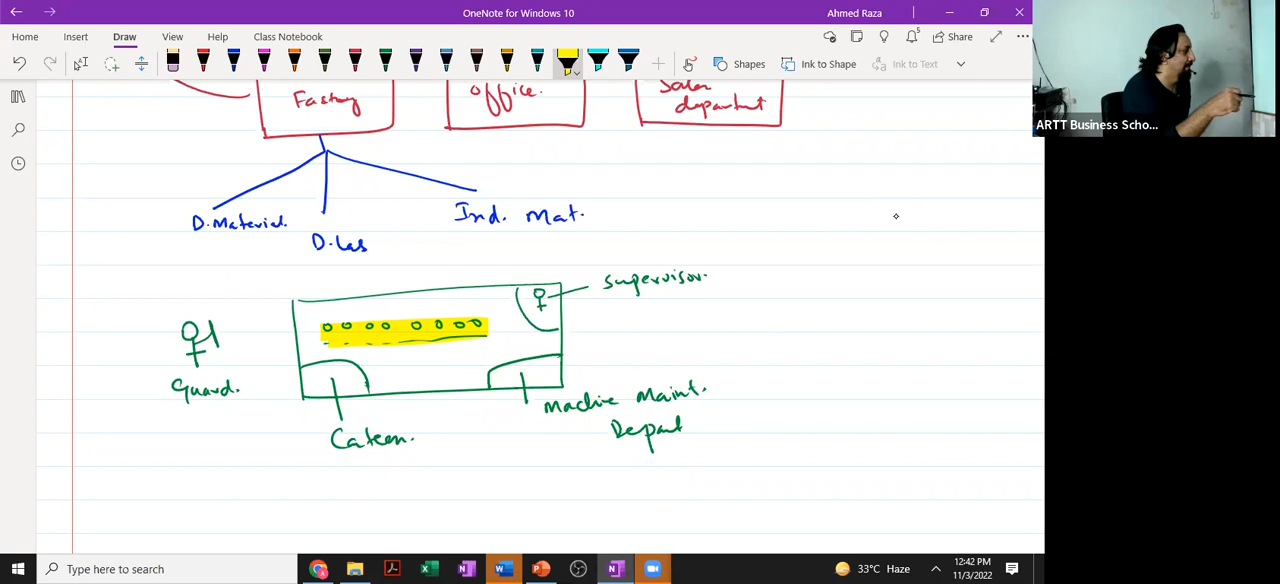 OneNote for Windows 10
Ahmed Raza
Home
Insert
Draw
View
Help
Class Notebook
Share
Shapes
Ink to Shape
Ink to Text
Factory
office.
Sales
department
D.Material.
D.Lab
Ind. Mat.
supervisor.
Guard.
Machine Maint.
Depart
Cateen.
ARTT Business Scho...
Type here to search
33°C Haze
12:42 PM
11/3/2022
5